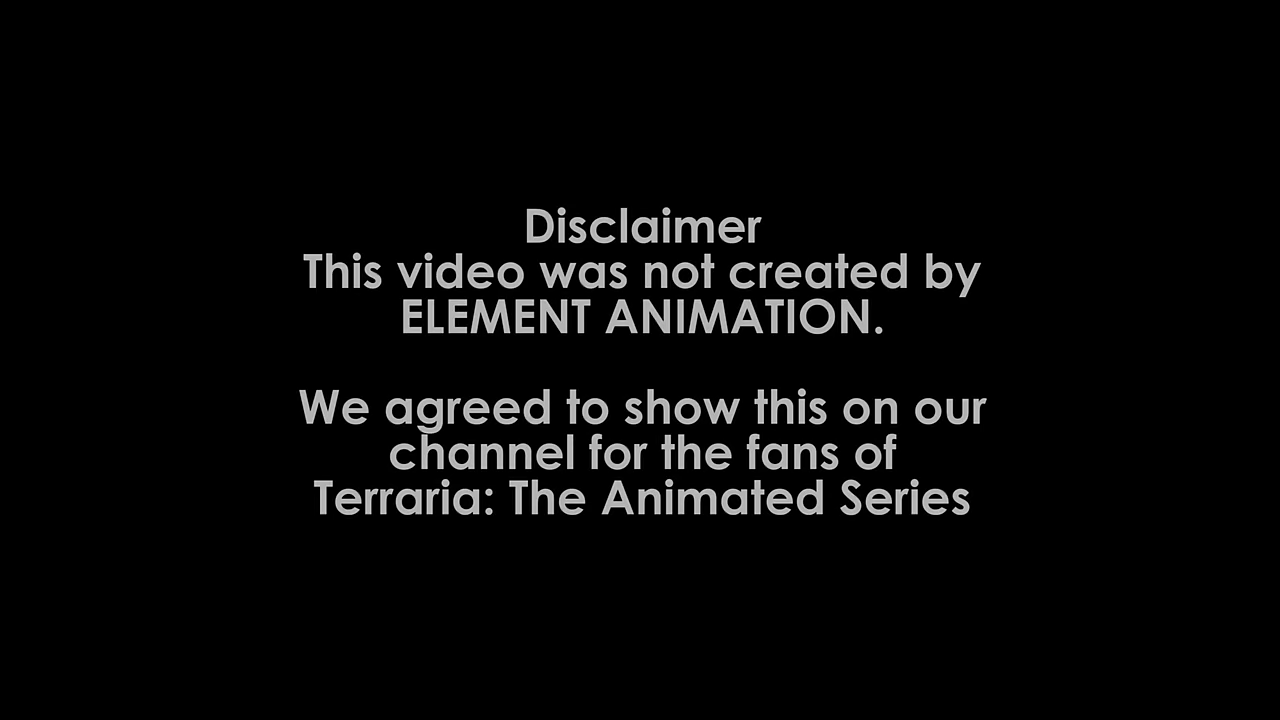 Disclaimer
This video was not created by
ELEMENT ANIMATION.
We agreed to show this on our
channel for the fans of
Terraria: The Animated Series